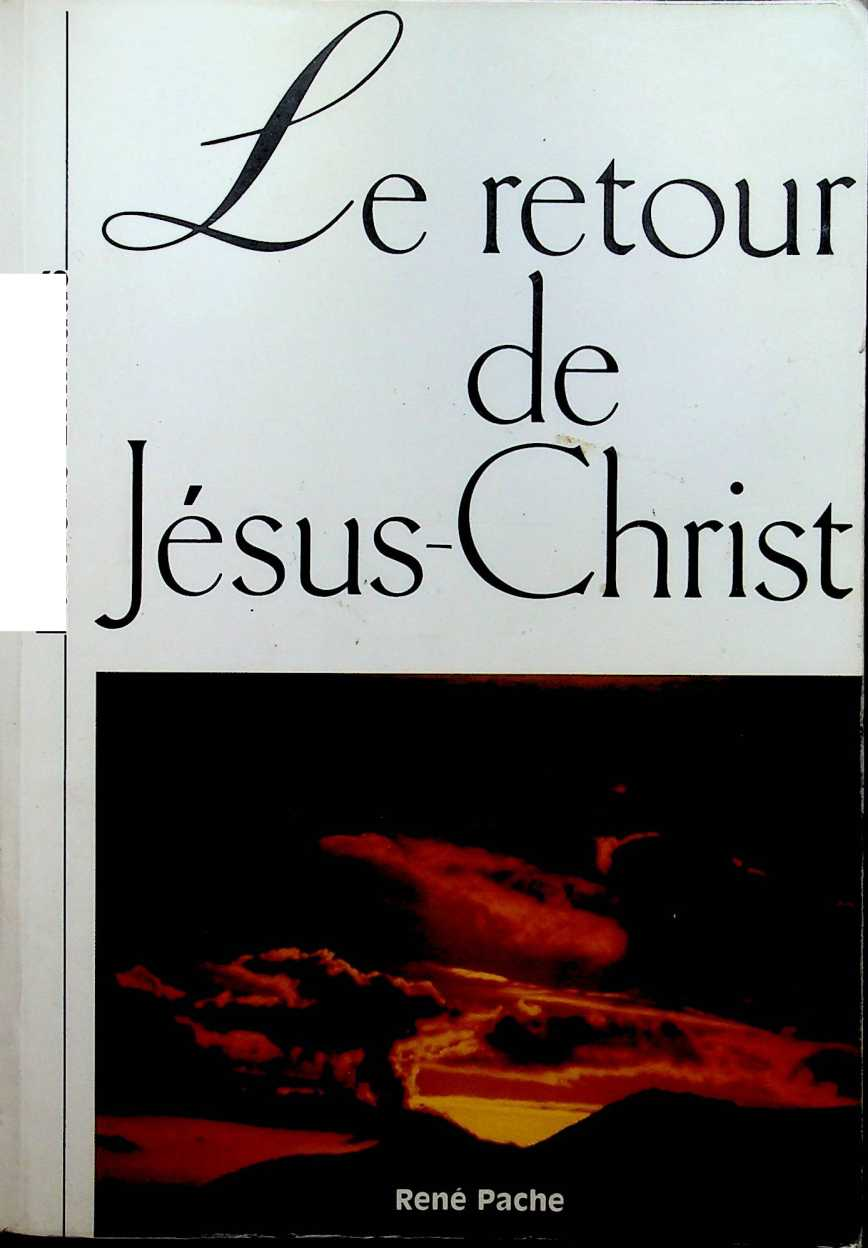 Le retour
de
Jésus-Christ
René Pache